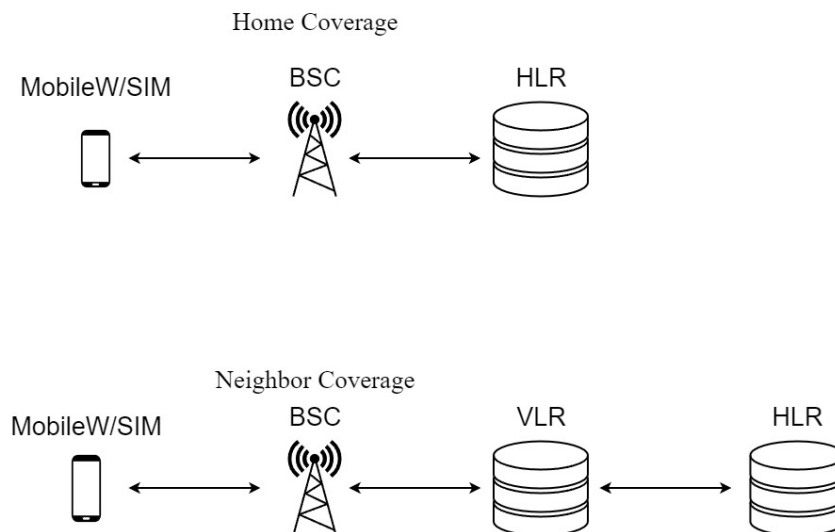 Home Coverage
MobileW/SIM
BSC
HLR
Neighbor Coverage
MobileW/SIM
BSC
VLR
HLR